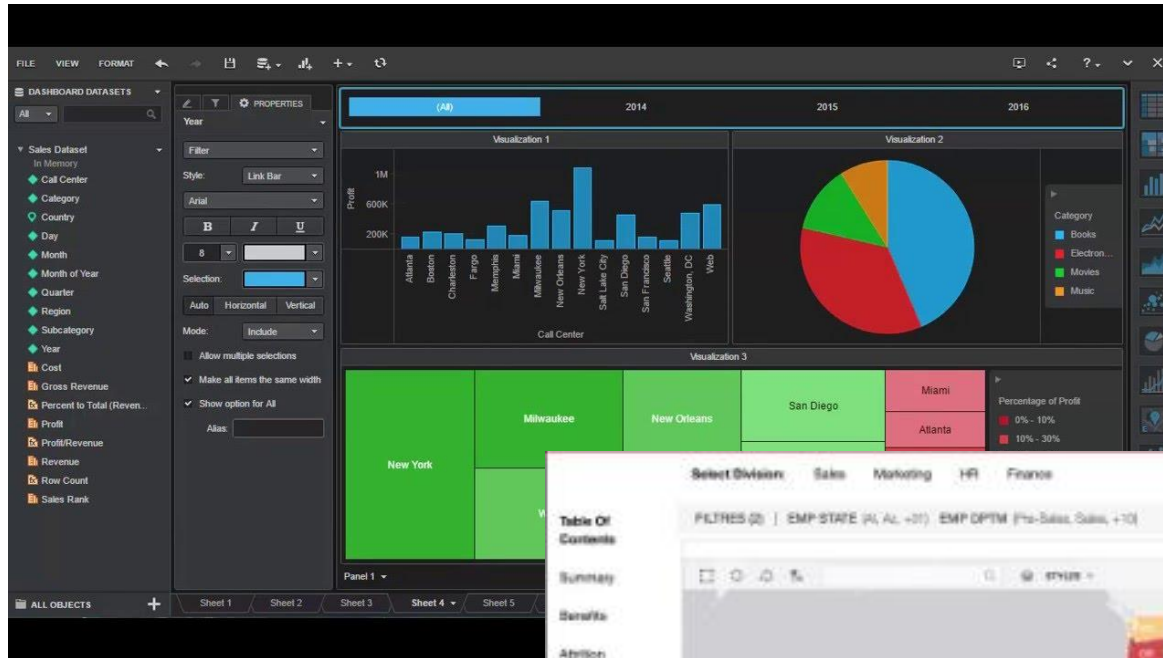 FILE VIEW FORMAT ?
DASHBOARD DATASETS
All
Sales Dataset
In Memory
Call Center
Category
Country
Day
Month
Month of Year
Quarter
Region
Subcategory
Year
Cost
Gross Revenue
Percent to Total (Reven...
Profit
Profit/Revenue
Revenue
Row Count
Sales Rank
ALL OBJECTS +
PROPERTIES
Year
Filter
Style: Link Bar
Arial
B I U
8
Selection:
Auto Horizontal Vertical
Mode: Include
Allow multiple selections
Make all items the same width
Show option for All
Alias:
(All) 2014 2015 2016
Visualization 1
Profit
1M
600K
200K
Atlanta
Boston
Charleston
Fargo
Memphis
Miami
Milwaukee
New Orleans
New York
Salt Lake City
San Diego
San Francisco
Seattle
Washington, DC
Web
Call Center
Visualization 2
Category
Books
Electron...
Movies
Music
Visualization 3
New York
Milwaukee
New Orleans
San Diego
Miami
Atlanta
W
Percentage of Profit
0% - 10%
10% - 30%
Panel 1
Sheet 1 Sheet 2 Sheet 3 Sheet 4 Sheet 5
Select Division: Sales Marketing HR Finance
Table Of
Contents
Summary
Benefits
Attrition
FILTRES (2) | EMP STATE (Al, Az, +31) EMP DPTM (Pre-Sales, Sales, +10)
STYLES